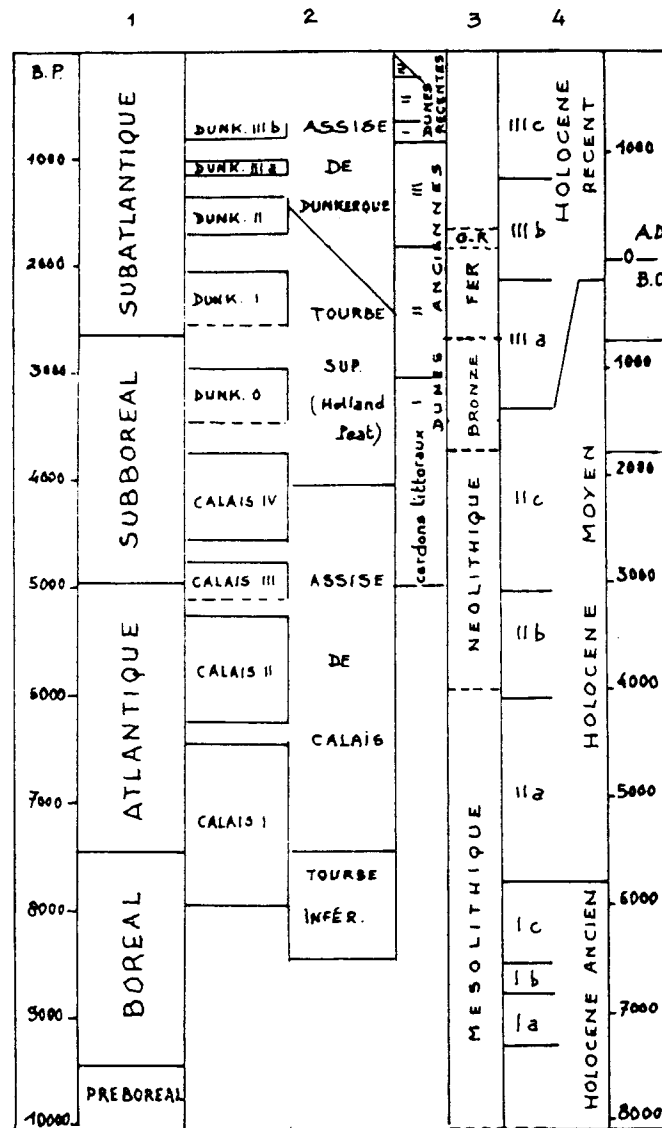 1 2 3 4
B.P.
1000
2000
3000
4000
5000
6000
7000
8000
9000
10000
SUBATLANTIQUE
SUBBOREAL
ATLANTIQUE
BOREAL
PREBOREAL
DUNK. III b
DUNK. III a
DUNK. II
DUNK. I
DUNK. 0
CALAIS IV
CALAIS III
CALAIS II
CALAIS I
ASSISE
DE
DUNKERQUE
TOURBE
SUP.
(Holland
Peat)
ASSISE
DE
CALAIS
TOURBE
INFÉR.
II
I
DUNES
RECENTES
III
II
I
DUNES ANCIENNES
cordons littoraux
G-R
FER
BRONZE
NEOLITHIQUE
MESOLITHIQUE
III c
III b
III a
II c
II b
II a
I c
I b
I a
HOLOCENE
RECENT
HOLOCENE MOYEN
HOLOCENE ANCIEN
1000
A.D
0
B.C
1000
2000
3000
4000
5000
6000
7000
8000